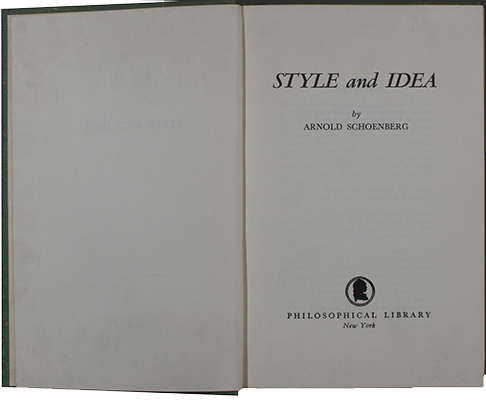 STYLE and IDEA
by
ARNOLD SCHOENBERG
PHILOSOPHICAL LIBRARY
New York